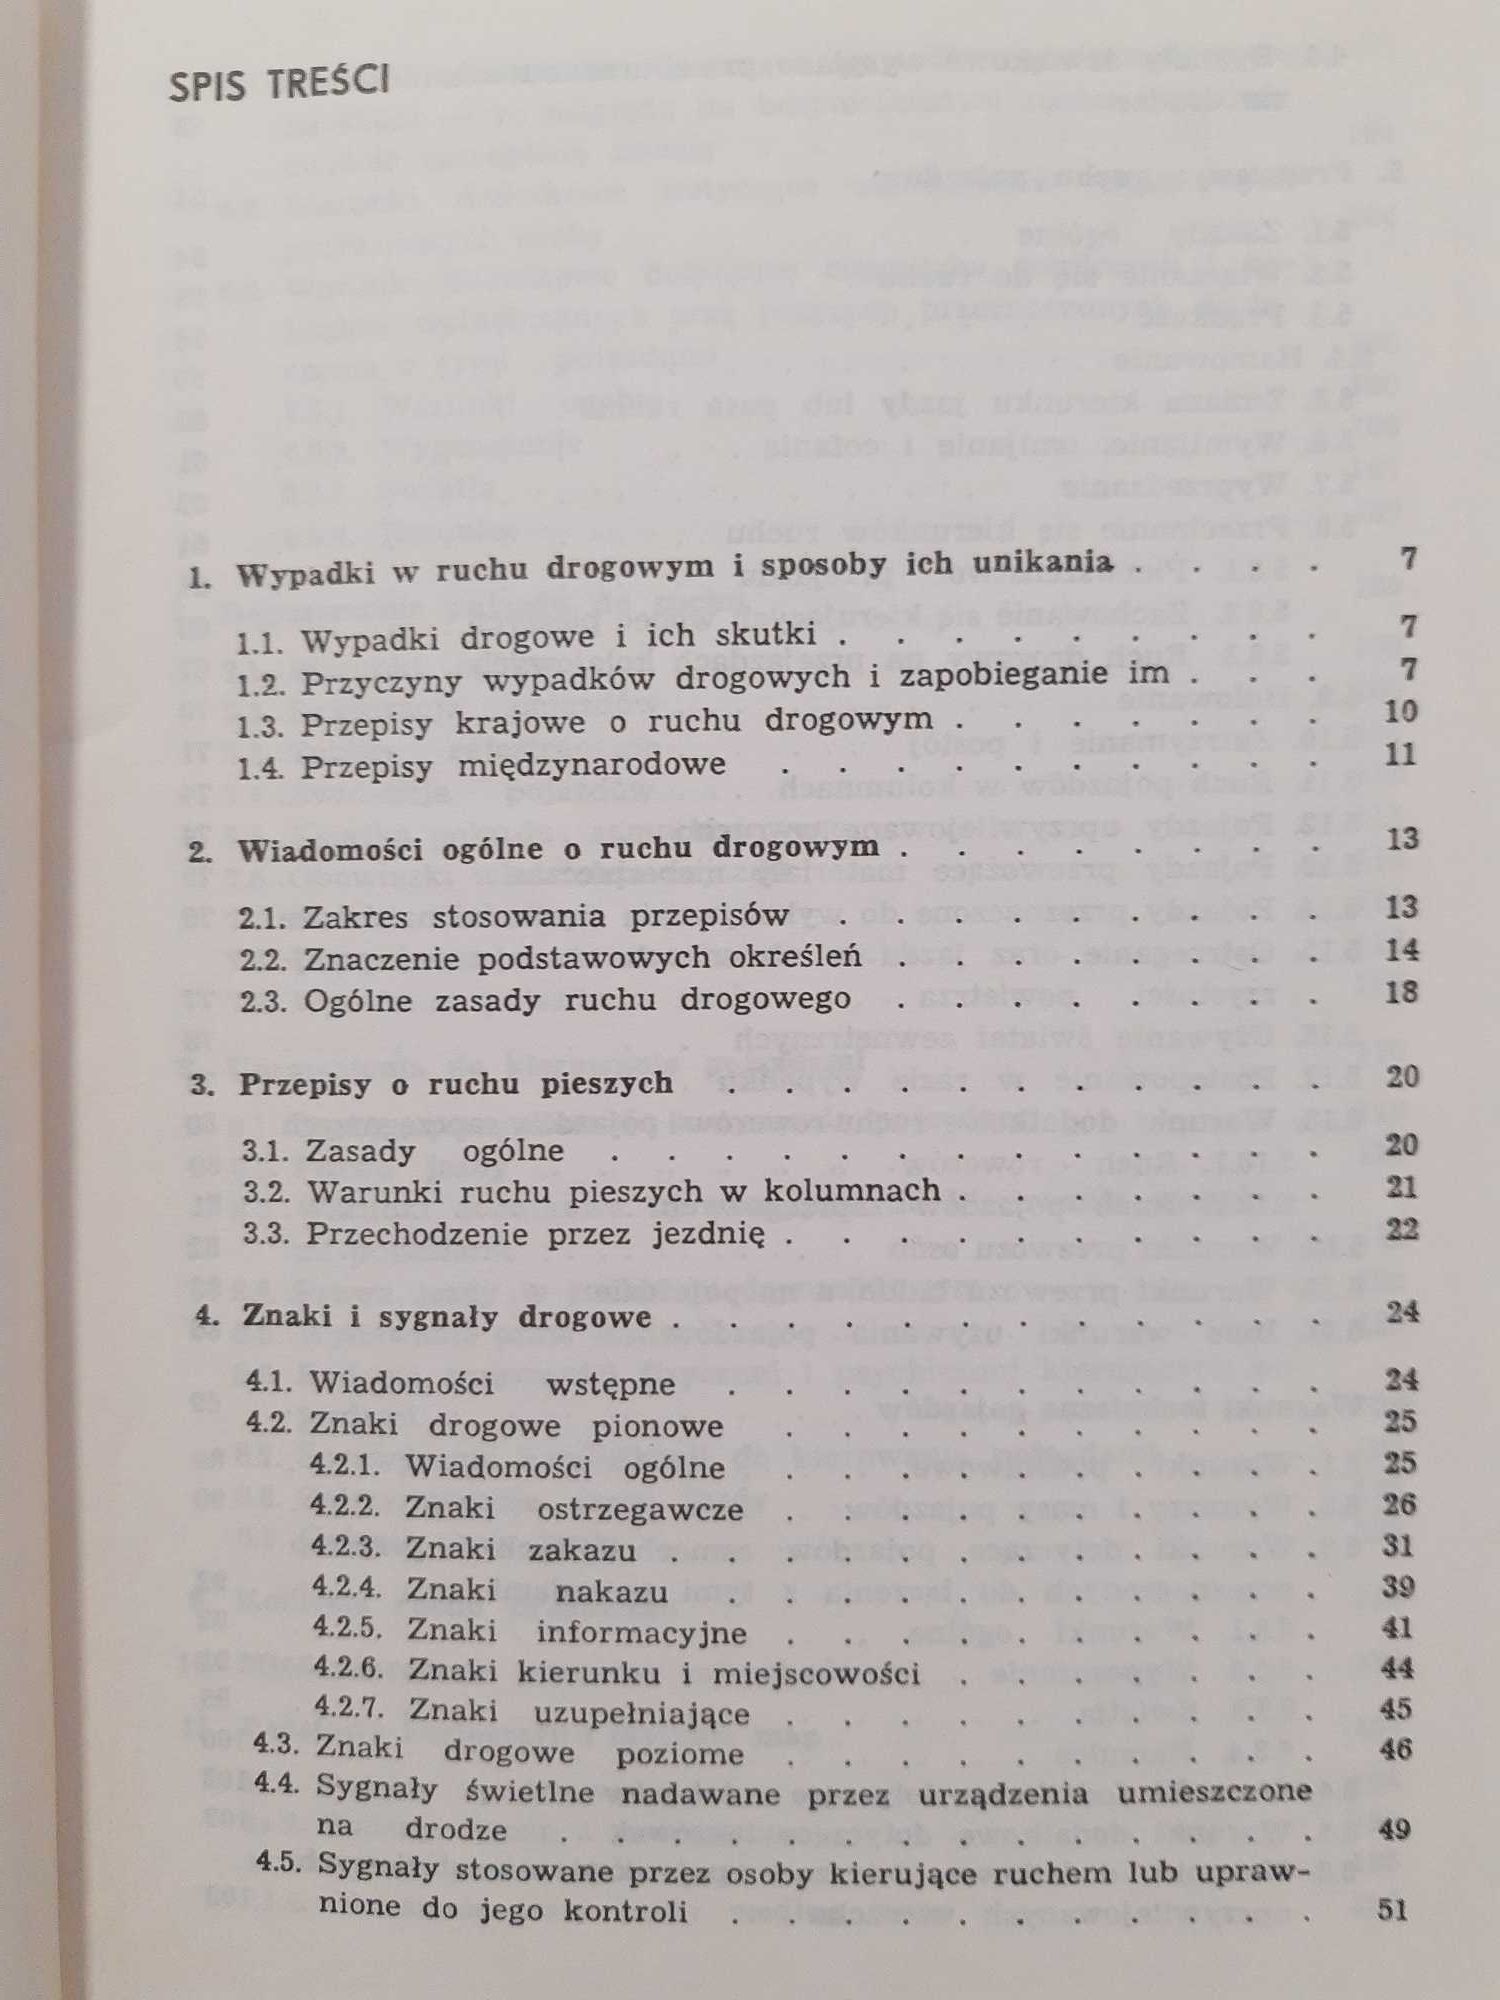 SPIS TREŚCI
1. Wypadki w ruchu drogowym i sposoby ich unikania . . . . 7
1.1. Wypadki drogowe i ich skutki . . . . . . . . . 7
1.2. Przyczyny wypadków drogowych i zapobieganie im . . . 7
1.3. Przepisy krajowe o ruchu drogowym . . . . . . . 10
1.4. Przepisy międzynarodowe . . . . . . . . . . 11
2. Wiadomości ogólne o ruchu drogowym . . . . . . . . 13
2.1. Zakres stosowania przepisów . . . . . . . . . 13
2.2. Znaczenie podstawowych określeń . . . . . . . . 14
2.3. Ogólne zasady ruchu drogowego . . . . . . . . 18
3. Przepisy o ruchu pieszych . . . . . . . . . . . 20
3.1. Zasady ogólne . . . . . . . . . . . . . 20
3.2. Warunki ruchu pieszych w kolumnach . . . . . . . 21
3.3. Przechodzenie przez jezdnię . . . . . . . . . . 22
4. Znaki i sygnały drogowe . . . . . . . . . . . . 24
4.1. Wiadomości wstępne . . . . . . . . . . . 24
4.2. Znaki drogowe pionowe . . . . . . . . . . 25
4.2.1. Wiadomości ogólne . . . . . . . . . . 25
4.2.2. Znaki ostrzegawcze . . . . . . . . . . 26
4.2.3. Znaki zakazu . . . . . . . . . . . . 31
4.2.4. Znaki nakazu . . . . . . . . . . . 39
4.2.5. Znaki informacyjne . . . . . . . . . . 41
4.2.6. Znaki kierunku i miejscowości . . . . . . . 44
4.2.7. Znaki uzupełniające . . . . . . . . . . 45
4.3. Znaki drogowe poziome . . . . . . . . . . 46
4.4. Sygnały świetlne nadawane przez urządzenia umieszczone
na drodze . . . . . . . . . . . . . . 49
4.5. Sygnały stosowane przez osoby kierujące ruchem lub upraw-
nione do jego kontroli . . . . . . . . . . . 51